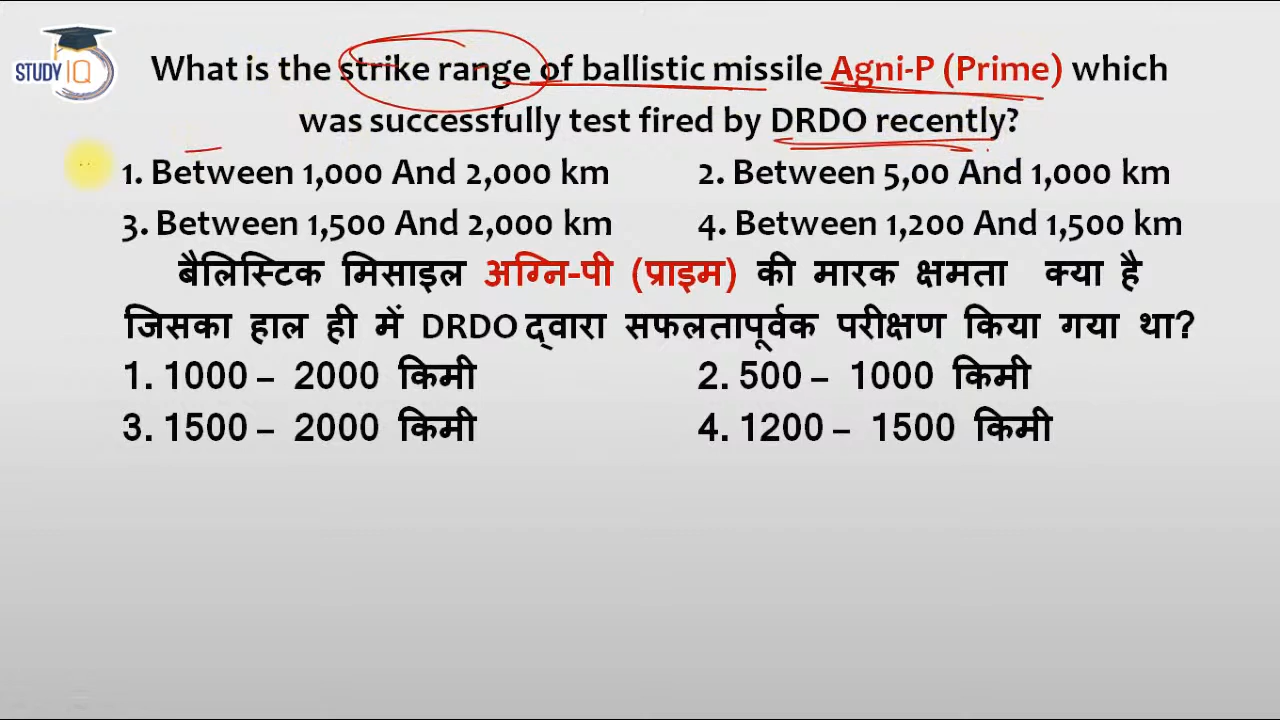 STUDY IQ
What is the strike range of ballistic missile Agni-P (Prime) which
was successfully test fired by DRDO recently?
1. Between 1,000 And 2,000 km 2. Between 5,00 And 1,000 km
3. Between 1,500 And 2,000 km 4. Between 1,200 And 1,500 km
बैलिस्टिक मिसाइल अग्नि-पी (प्राइम) की मारक क्षमता क्या है
जिसका हाल ही में DRDO द्वारा सफलतापूर्वक परीक्षण किया गया था?
1. 1000 – 2000 किमी 2. 500 – 1000 किमी
3. 1500 – 2000 किमी 4. 1200 – 1500 किमी